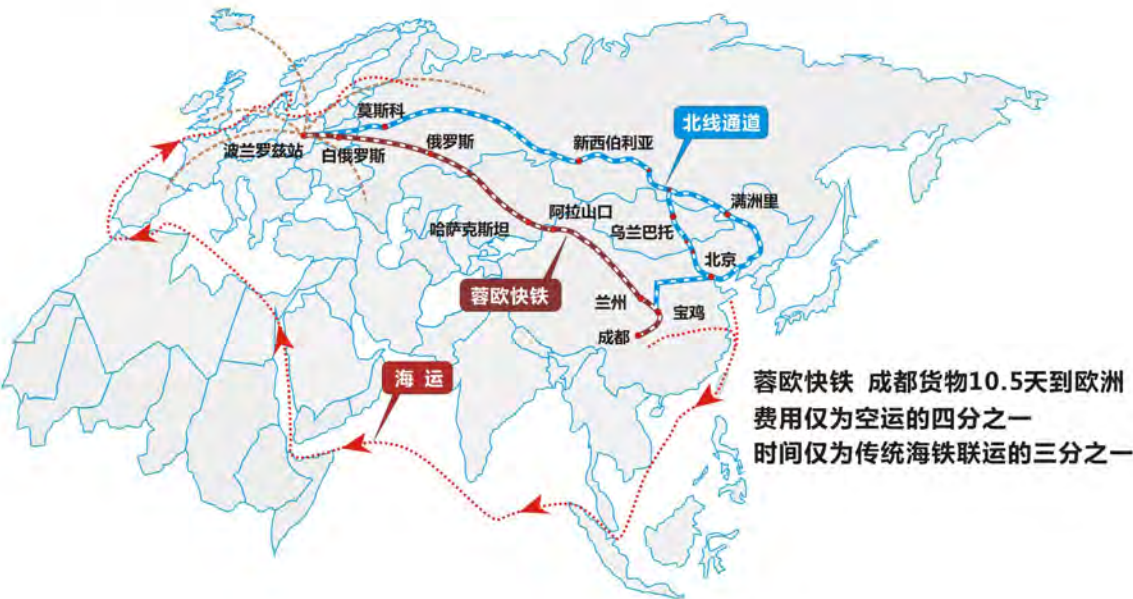 莫斯科
北线通道
波兰罗兹站
白俄罗斯
俄罗斯
新西伯利亚
满洲里
阿拉山口
哈萨克斯坦
乌兰巴托
北京
蓉欧快铁
兰州
宝鸡
成都
海 运
蓉欧快铁 成都货物10.5天到欧洲
费用仅为空运的四分之一
时间仅为传统海铁联运的三分之一